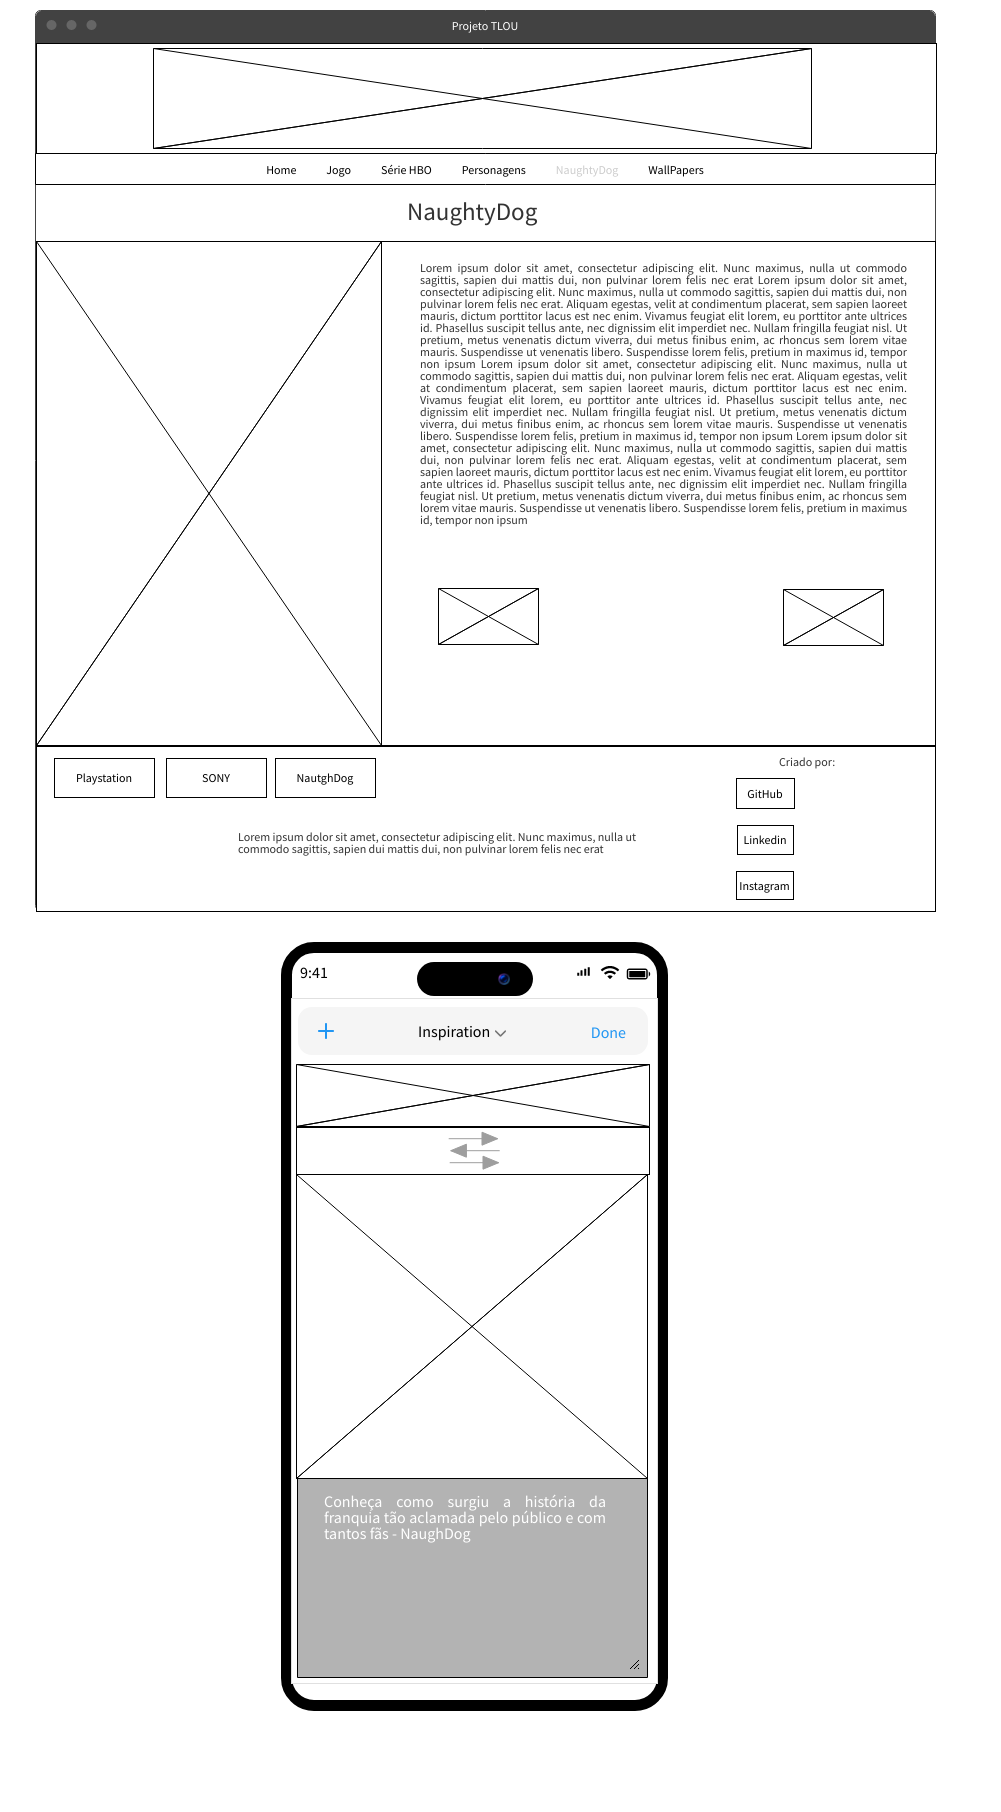 Projeto TLOU
Home Jogo Série HBO Personagens NaughtyDog WallPapers
NaughtyDog
Lorem ipsum dolor sit amet, consectetur adipiscing elit. Nunc maximus, nulla ut commodo
sagittis, sapien dui mattis dui, non pulvinar lorem felis nec erat Lorem ipsum dolor sit amet,
consectetur adipiscing elit. Nunc maximus, nulla ut commodo sagittis, sapien dui mattis dui, non
pulvinar lorem felis nec erat. Aliquam egestas, velit at condimentum placerat, sem sapien laoreet
mauris, dictum porttitor lacus est nec enim. Vivamus feugiat elit lorem, eu porttitor ante ultrices
id. Phasellus suscipit tellus ante, nec dignissim elit imperdiet nec. Nullam fringilla feugiat nisl. Ut
pretium, metus venenatis dictum viverra, dui metus finibus enim, ac rhoncus sem lorem vitae
mauris. Suspendisse ut venenatis libero. Suspendisse lorem felis, pretium in maximus id, tempor
non ipsum Lorem ipsum dolor sit amet, consectetur adipiscing elit. Nunc maximus, nulla ut
commodo sagittis, sapien dui mattis dui, non pulvinar lorem felis nec erat. Aliquam egestas, velit
at condimentum placerat, sem sapien laoreet mauris, dictum porttitor lacus est nec enim.
Vivamus feugiat elit lorem, eu porttitor ante ultrices id. Phasellus suscipit tellus ante, nec
dignissim elit imperdiet nec. Nullam fringilla feugiat nisl. Ut pretium, metus venenatis dictum
viverra, dui metus finibus enim, ac rhoncus sem lorem vitae mauris. Suspendisse ut venenatis
libero. Suspendisse lorem felis, pretium in maximus id, tempor non ipsum Lorem ipsum dolor sit
amet, consectetur adipiscing elit. Nunc maximus, nulla ut commodo sagittis, sapien dui mattis
dui, non pulvinar lorem felis nec erat. Aliquam egestas, velit at condimentum placerat, sem
sapien laoreet mauris, dictum porttitor lacus est nec enim. Vivamus feugiat elit lorem, eu porttitor
ante ultrices id. Phasellus suscipit tellus ante, nec dignissim elit imperdiet nec. Nullam fringilla
feugiat nisl. Ut pretium, metus venenatis dictum viverra, dui metus finibus enim, ac rhoncus sem
lorem vitae mauris. Suspendisse ut venenatis libero. Suspendisse lorem felis, pretium in maximus
id, tempor non ipsum
Playstation SONY NautghDog
Criado por:
GitHub
Linkedin
Instagram
Lorem ipsum dolor sit amet, consectetur adipiscing elit. Nunc maximus, nulla ut
commodo sagittis, sapien dui mattis dui, non pulvinar lorem felis nec erat
9:41
Inspiration Done
Conheça como surgiu a história da
franquia tão aclamada pelo público e com
tantos fãs - NaughDog